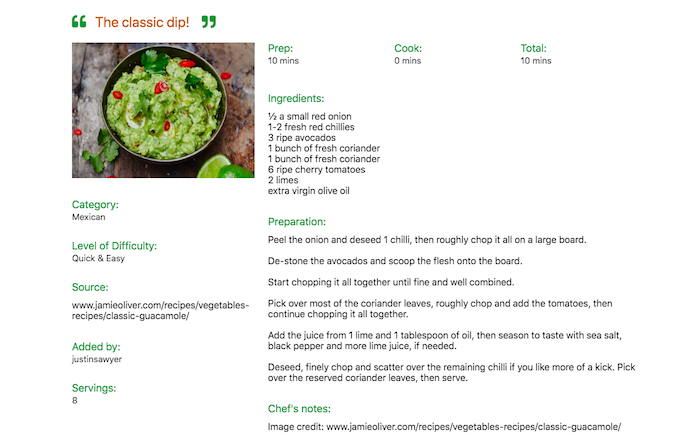 “ The classic dip! ”
Prep:
10 mins
Cook:
0 mins
Total:
10 mins
Ingredients:
½ a small red onion
1-2 fresh red chillies
3 ripe avocados
1 bunch of fresh coriander
1 bunch of fresh coriander
6 ripe cherry tomatoes
2 limes
extra virgin olive oil
Category:
Mexican
Level of Difficulty:
Quick & Easy
Source:
www.jamieoliver.com/recipes/vegetables-
recipes/classic-guacamole/
Added by:
justinsawyer
Servings:
8
Preparation:
Peel the onion and deseed 1 chilli, then roughly chop it all on a large board.
De-stone the avocados and scoop the flesh onto the board.
Start chopping it all together until fine and well combined.
Pick over most of the coriander leaves, roughly chop and add the tomatoes, then
continue chopping it all together.
Add the juice from 1 lime and 1 tablespoon of oil, then season to taste with sea salt,
black pepper and more lime juice, if needed.
Deseed, finely chop and scatter over the remaining chilli if you like more of a kick. Pick
over the reserved coriander leaves, then serve.
Chef's notes:
Image credit: www.jamieoliver.com/recipes/vegetables-recipes/classic-guacamole/